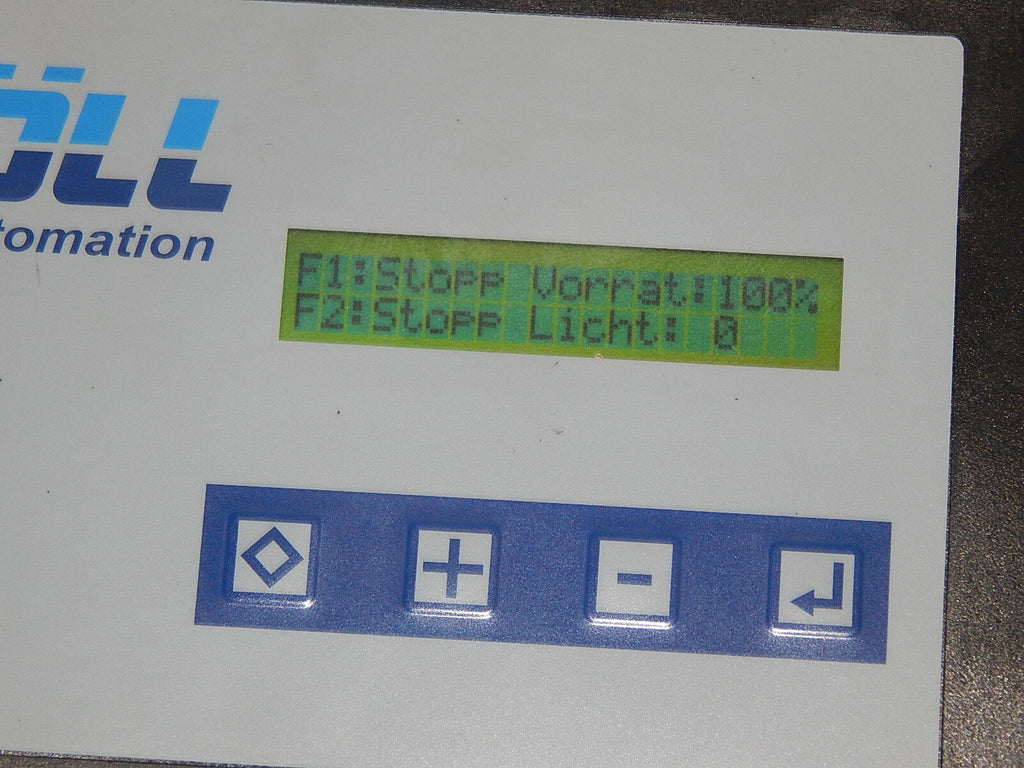 ÖLL
tomation
F1:Stopp Vorrat:100%
F2:Stopp Licht: 0